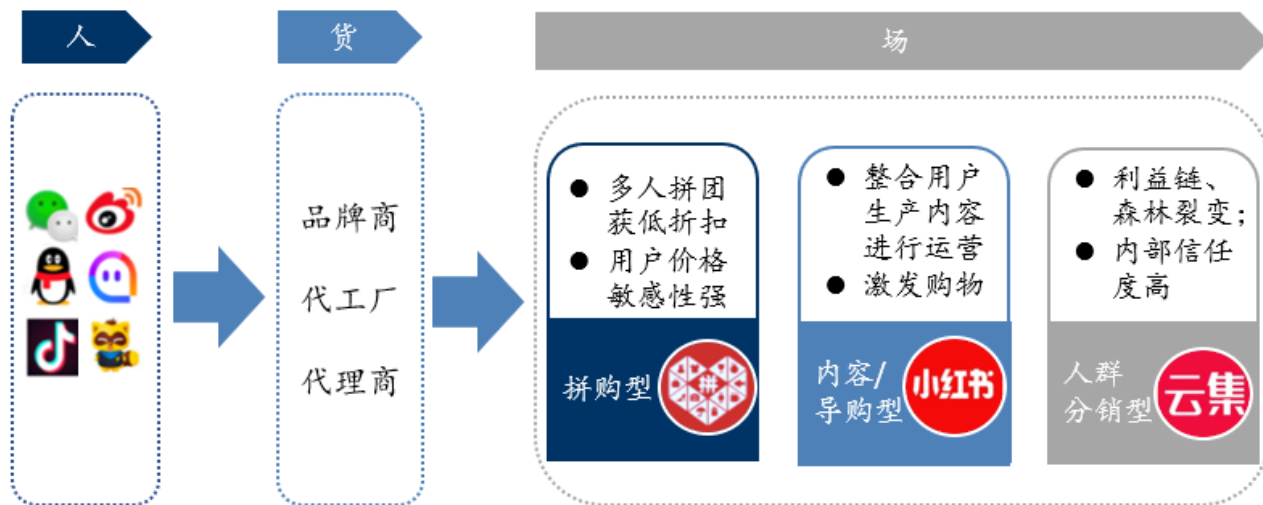 人
货
场
品牌商
代工厂
代理商
● 多人拼团
获低折扣
● 用户价格
敏感性强
拼购型
拼
● 整合用户
生产内容
进行运营
● 激发购物
内容/
导购型
小红书
● 利益链、
森林裂变；
● 内部信任
度高
人群
分销型
云集